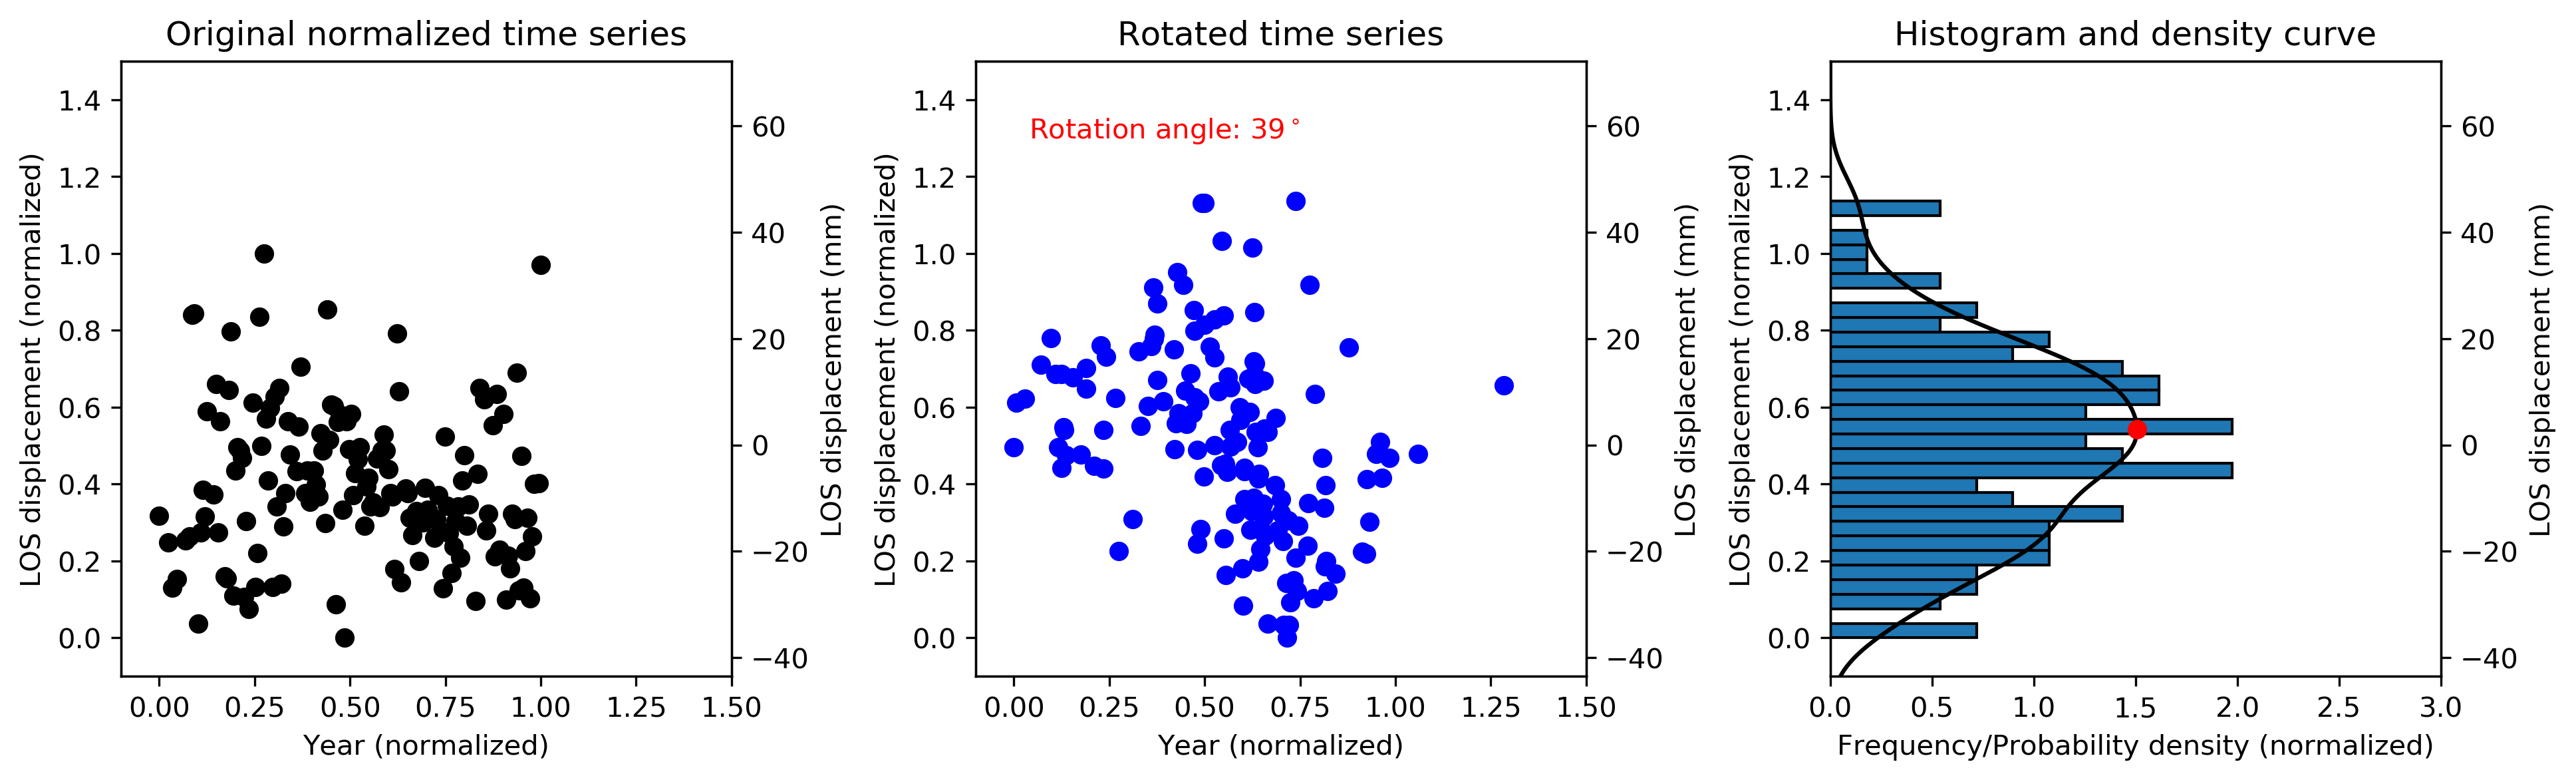 Original normalized time series
LOS displacement (normalized)
1.4
1.2
1.0
0.8
0.6
0.4
0.2
0.0
60
40
20
0
−20
−40
LOS displacement (mm)
0.00 0.25 0.50 0.75 1.00 1.25 1.50
Year (normalized)
Rotated time series
Rotation angle: 39°
LOS displacement (normalized)
1.4
1.2
1.0
0.8
0.6
0.4
0.2
0.0
60
40
20
0
−20
−40
LOS displacement (mm)
0.00 0.25 0.50 0.75 1.00 1.25 1.50
Year (normalized)
Histogram and density curve
LOS displacement (normalized)
1.4
1.2
1.0
0.8
0.6
0.4
0.2
0.0
60
40
20
0
−20
−40
LOS displacement (mm)
0.0 0.5 1.0 1.5 2.0 2.5 3.0
Frequency/Probability density (normalized)